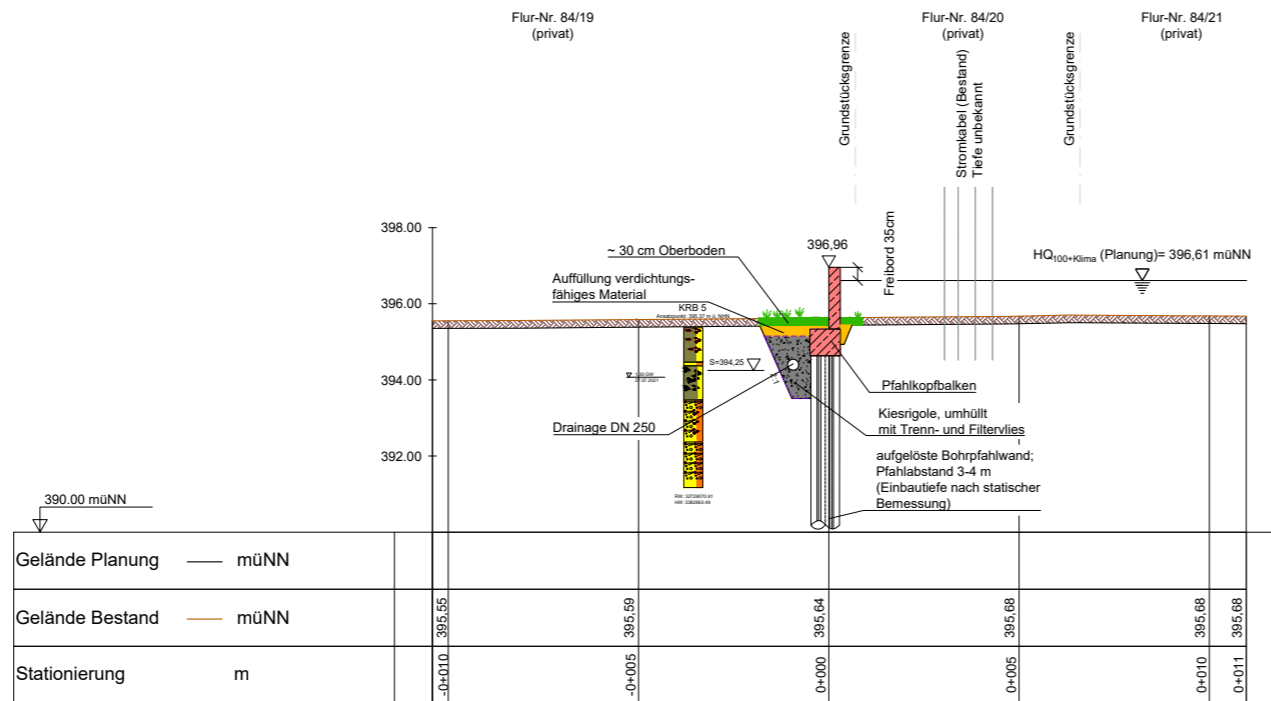 Flur-Nr. 84/19
(privat)
Flur-Nr. 84/20
(privat)
Flur-Nr. 84/21
(privat)
Grundstücksgrenze
Stromkabel (Bestand)
Tiefe unbekannt
Grundstücksgrenze
398.00
396.00
394.00
392.00
~ 30 cm Oberboden
396,96
Freibord 35cm
HQ100+Klima (Planung)= 396,61 müNN
Auffüllung verdichtungs-
fähiges Material
KRB 5
S=394,25
Pfahlkopfbalken
Drainage DN 250
Kiesrigole, umhüllt
mit Trenn- und Filtervlies
aufgelöste Bohrpfahlwand;
Pfahlabstand 3-4 m
(Einbautiefe nach statischer
Bemessung)
390.00 müNN
Gelände Planung müNN
Gelände Bestand müNN
395,55 395,59 395,64 395,68 395,68 395,68
Stationierung m
-0+010 -0+005 0+000 0+005 0+010 0+011